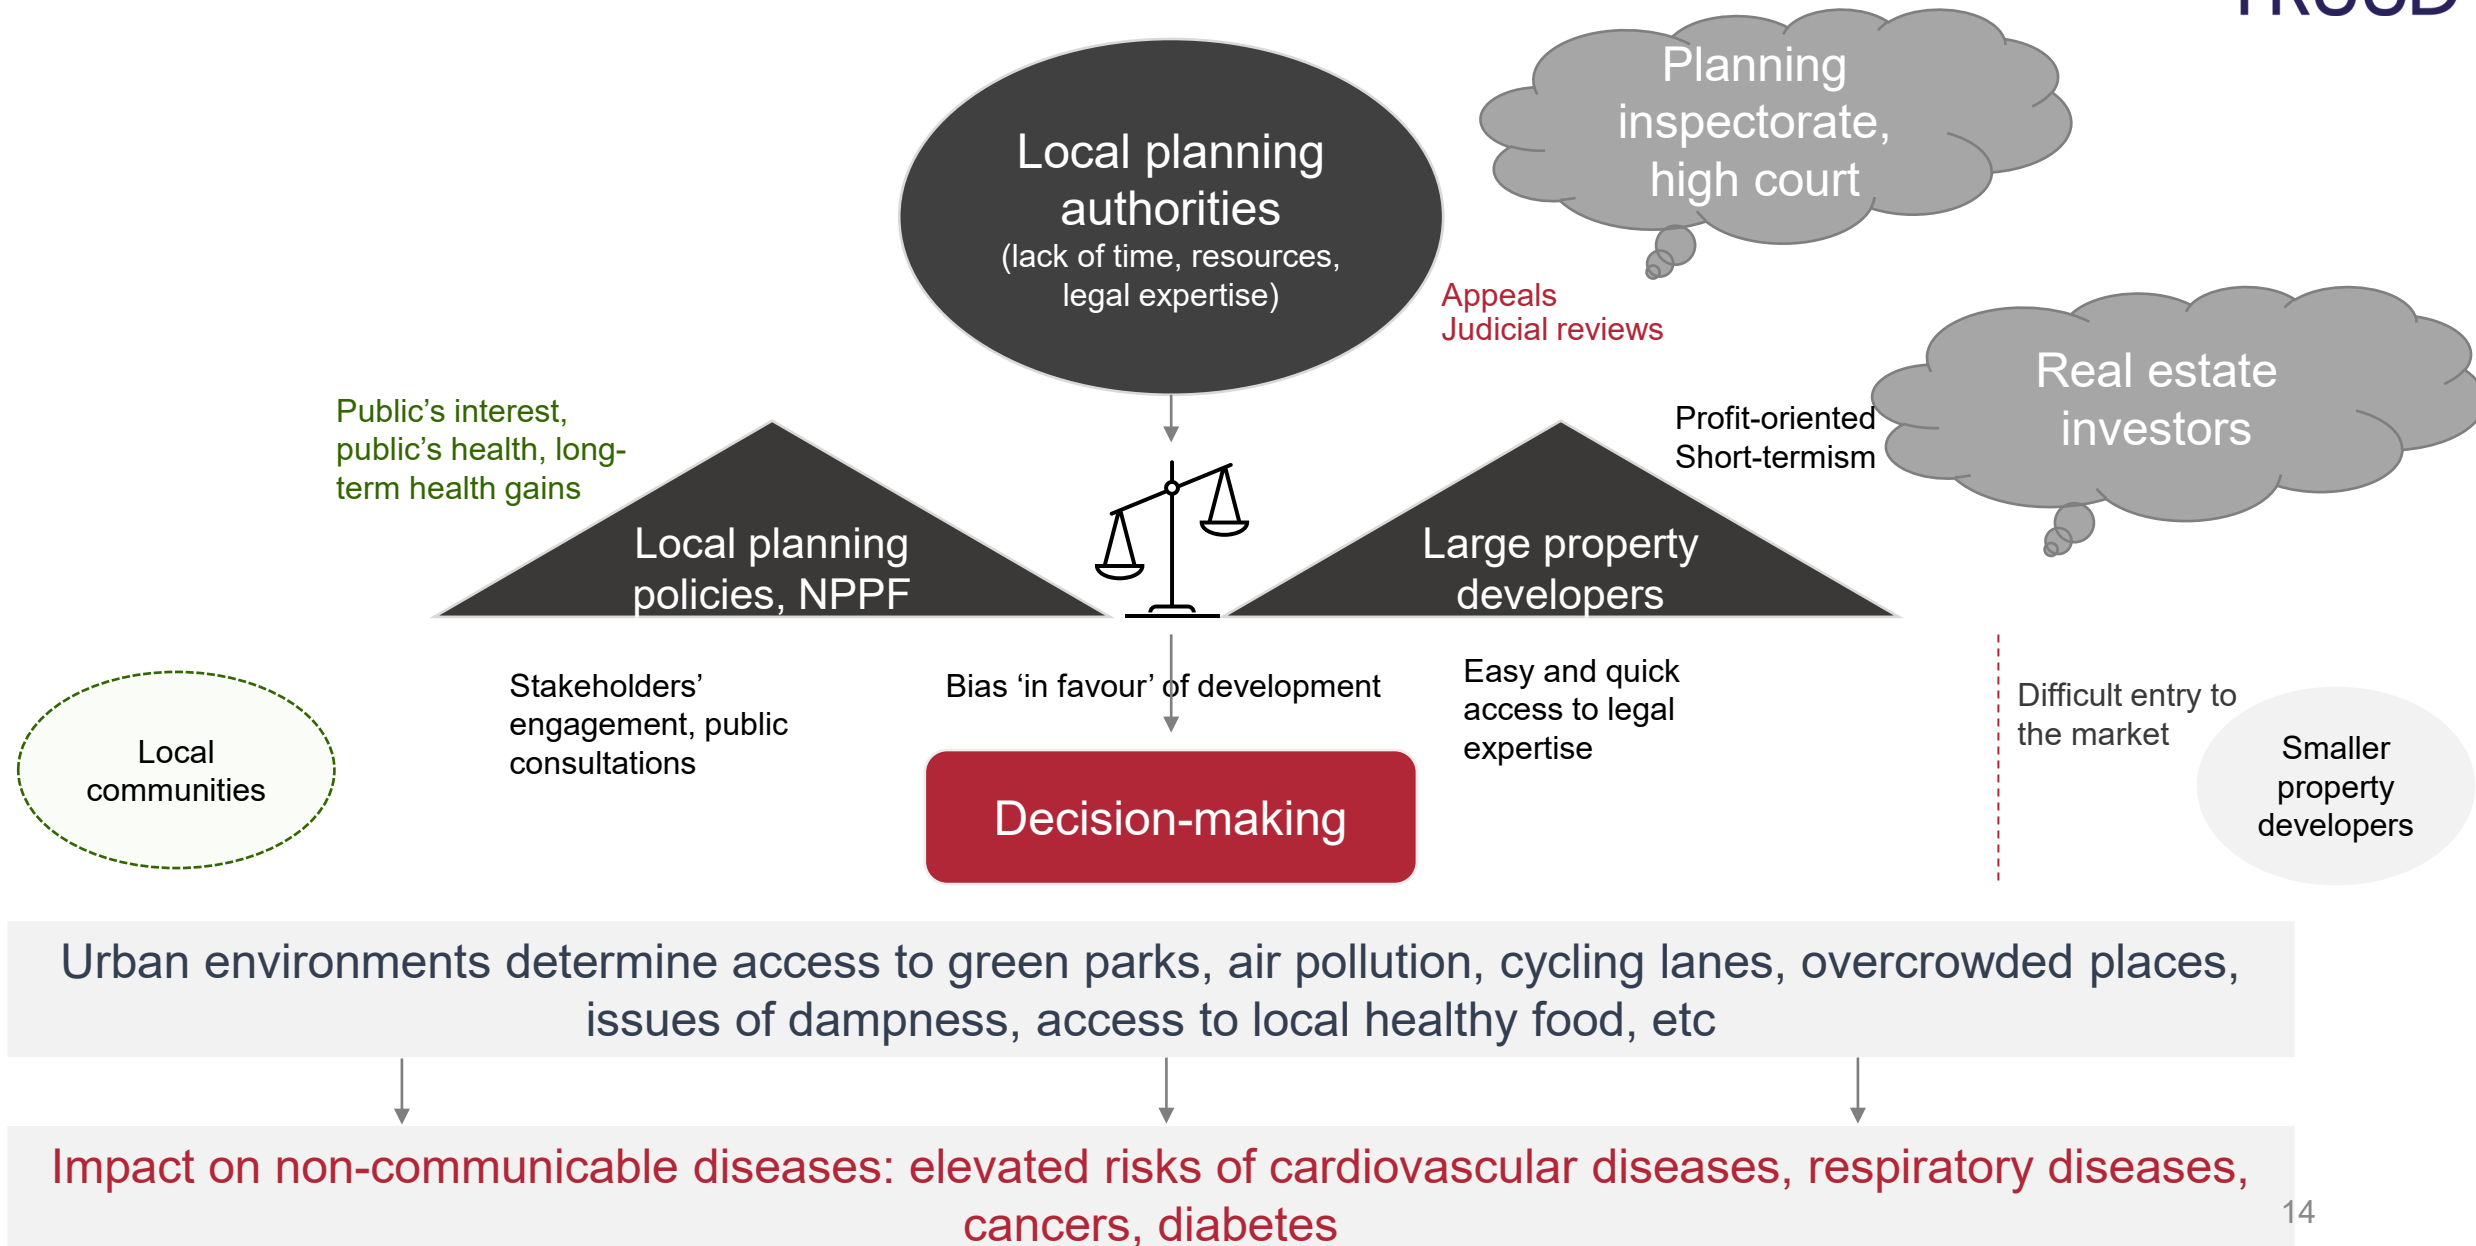 TRUUD
Planning
inspectorate,
high court
Local planning
authorities
(lack of time, resources,
legal expertise)
Appeals
Judicial reviews
Real estate
investors
Public’s interest,
public’s health, long-
term health gains
Profit-oriented
Short-termism
Local planning
policies, NPPF
Large property
developers
Local
communities
Stakeholders’
engagement, public
consultations
Bias ‘in favour’ of development
Easy and quick
access to legal
expertise
Difficult entry to
the market
Smaller
property
developers
Decision-making
Urban environments determine access to green parks, air pollution, cycling lanes, overcrowded places,
issues of dampness, access to local healthy food, etc
Impact on non-communicable diseases: elevated risks of cardiovascular diseases, respiratory diseases,
cancers, diabetes
14